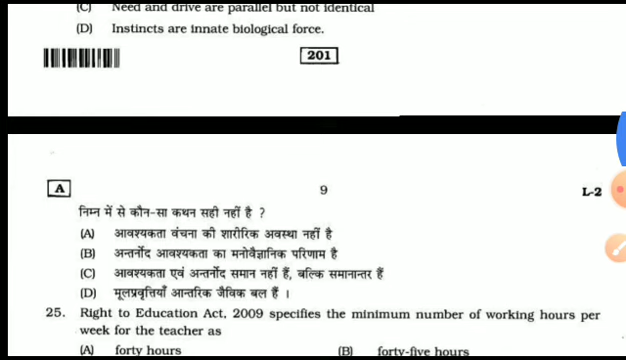 (C) Need and drive are parallel but not identical
(D) Instincts are innate biological force.
201
A 9 L-2
निम्न में से कौन-सा कथन सही नहीं है ?
(A) आवश्यकता वंचना की शारीरिक अवस्था नहीं है
(B) अन्तर्नोद आवश्यकता का मनोवैज्ञानिक परिणाम है
(C) आवश्यकता एवं अन्तर्नोद समान नहीं हैं, बल्कि समानान्तर हैं
(D) मूलप्रवृत्तियाँ आन्तरिक जैविक बल हैं ।
25. Right to Education Act, 2009 specifies the minimum number of working hours per
week for the teacher as
(A) forty hours (B) forty-five hours